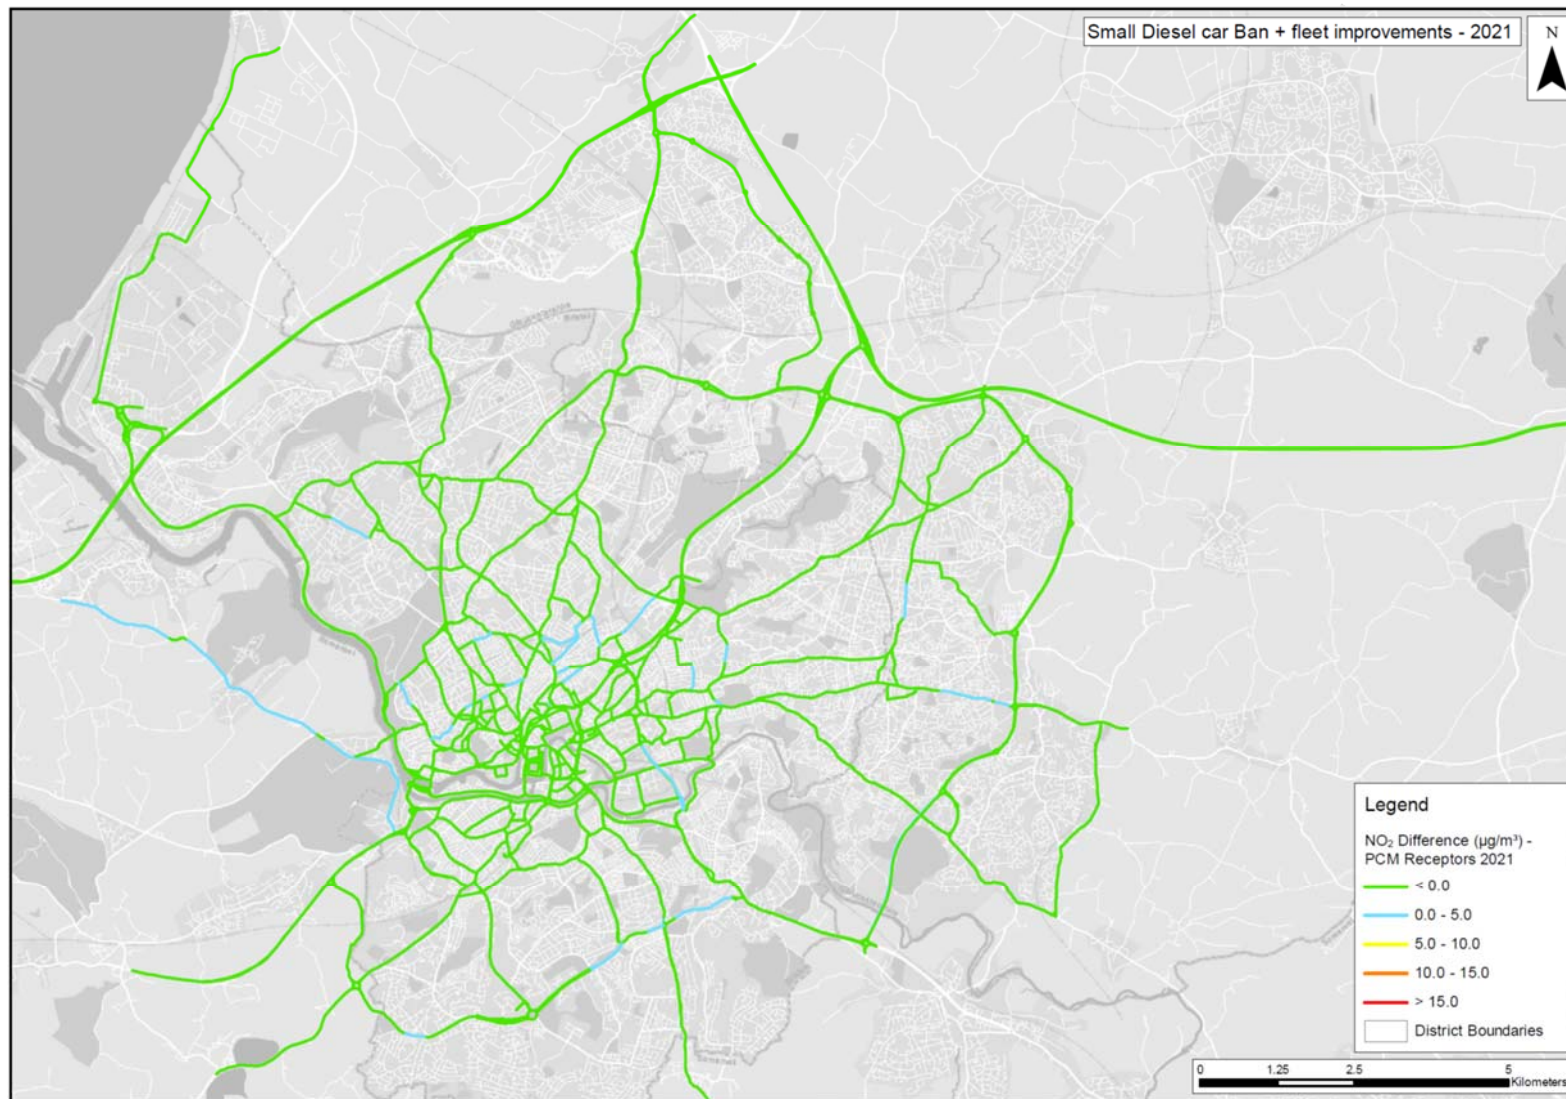 Small Diesel car Ban + fleet improvements - 2021
N
Legend
NO₂ Difference (µg/m³) -
PCM Receptors 2021
< 0.0
0.0 - 5.0
5.0 - 10.0
10.0 - 15.0
> 15.0
District Boundaries
0 1.25 2.5 5
Kilometers